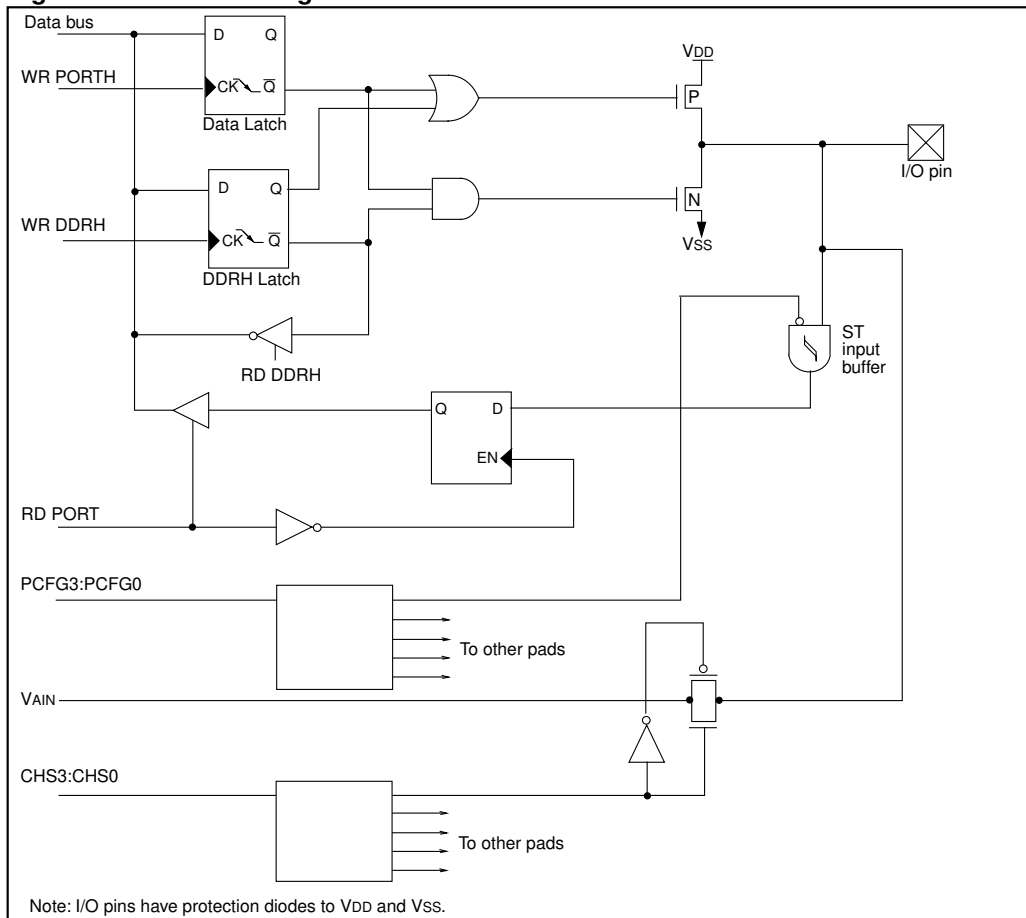 Data bus
D Q
VDD
WR PORTH
CK Q
P
Data Latch
I/O pin
D Q
N
WR DDRH
CK Q
VSS
DDRH Latch
ST
input
buffer
RD DDRH
Q D
EN
RD PORT
PCFG3:PCFG0
To other pads
VAIN
CHS3:CHS0
To other pads
Note: I/O pins have protection diodes to VDD and VSS.